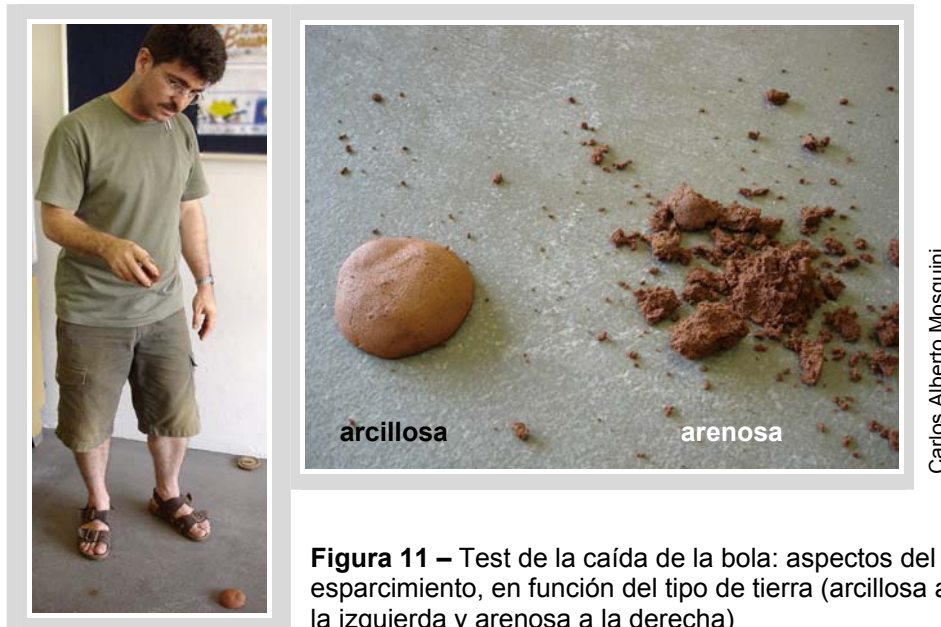 arcillosa
arenosa
Carlos Alberto Mosquini
Figura 11 – Test de la caída de la bola: aspectos del
esparcimiento, en función del tipo de tierra (arcillosa a
la izquierda y arenosa a la derecha)